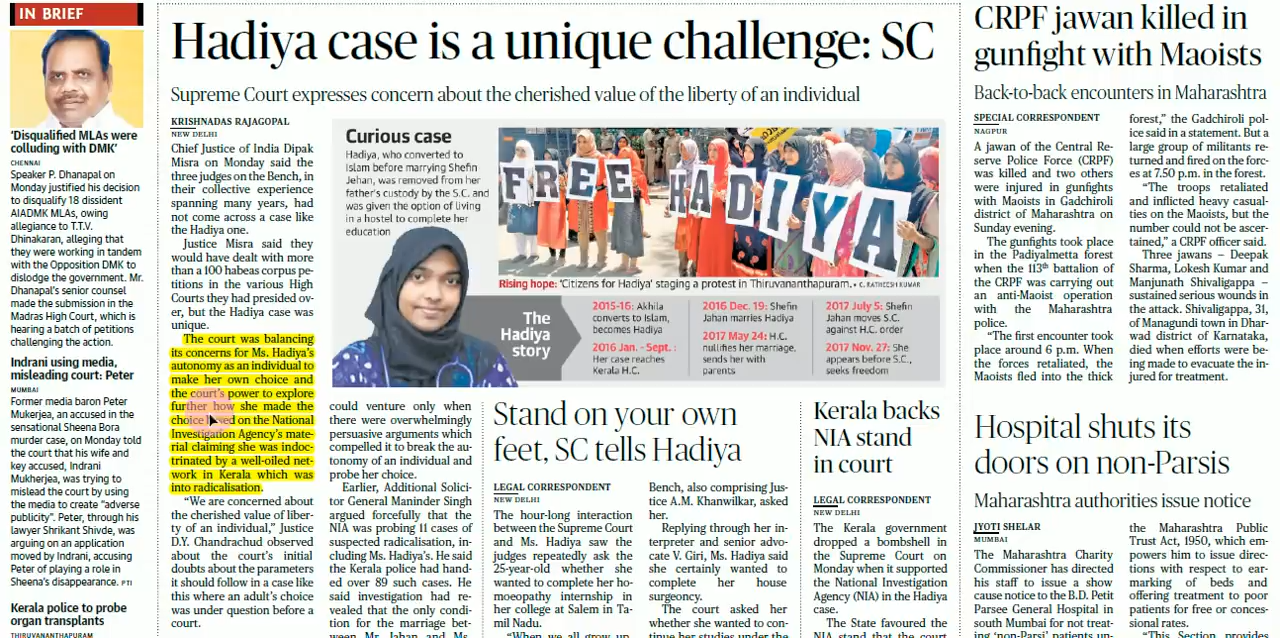 IN BRIEF
'Disqualified MLAs were
colluding with DMK'
CHENNAI
Speaker P. Dhanapal on
Monday justified his decision
to disqualify 18 dissident
AIADMK MLAs, owing
allegiance to T.T.V.
Dhinakaran, alleging that
they were working in tandem
with the Opposition DMK to
dislodge the government. Mr.
Dhanapal's senior counsel
made the submission in the
Madras High Court, which is
hearing a batch of petitions
challenging the action.
Indrani using media,
misleading court: Peter
MUMBAI
Former media baron Peter
Mukerjea, an accused in the
sensational Sheena Bora
murder case, on Monday told
the court that his wife and
key accused, Indrani
Mukherjea, was trying to
mislead the court by using
the media to create "adverse
publicity". Peter, through his
lawyer Shrikant Shivde, was
arguing on an application
moved by Indrani, accusing
Peter of playing a role in
Sheena's disappearance. PTI
Kerala police to probe
organ transplants
THIRUVANANTHAPURAM
Hadiya case is a unique challenge: SC
Supreme Court expresses concern about the cherished value of the liberty of an individual
KRISHNADAS RAJAGOPAL
NEW DELHI
Chief Justice of India Dipak
Misra on Monday said the
three judges on the Bench, in
their collective experience
spanning many years, had
not come across a case like
the Hadiya one.
Justice Misra said they
would have dealt with more
than a 100 habeas corpus pe-
titions in the various High
Courts they had presided ov-
er, but the Hadiya case was
unique.
The court was balancing
its concerns for Ms. Hadiya's
autonomy as an individual to
make her own choice and
the court's power to explore
further how she made the
choice based on the National
Investigation Agency's mate-
rial claiming she was indoc-
trinated by a well-oiled net-
work in Kerala which was
into radicalisation.
"We are concerned about
the cherished value of liber-
ty of an individual," Justice
D.Y. Chandrachud observed
about the court's initial
doubts about the parameters
it should follow in a case like
this where an adult's choice
was under question before a
court.
Curious case
Hadiya, who converted to
Islam before marrying Shefin
Jehan, was removed from her
father's custody by the S.C. and
was given the option of living
in a hostel to complete her
education
FREE HADIYA
Rising hope: 'Citizens for Hadiya' staging a protest in Thiruvananthapuram. • C. RATHEESH KUMAR
The
Hadiya
story
2015-16: Akhila
converts to Islam,
becomes Hadiya
2016 Jan. - Sept. :
Her case reaches
Kerala H.C.
2016 Dec. 19: Shefin
Jahan marries Hadiya
2017 May 24: H.C.
nullifies her marriage,
sends her with
parents
2017 July 5: Shefin
Jahan moves S.C.
against H.C. order
2017 Nov. 27: She
appears before S.C.,
seeks freedom
could venture only when
there were overwhelmingly
persuasive arguments which
compelled it to break the au-
tonomy of an individual and
probe her choice.
Earlier, Additional Solici-
tor General Maninder Singh
argued forcefully that the
NIA was probing 11 cases of
suspected radicalisation, in-
cluding Ms. Hadiya's. He said
the Kerala police had hand-
ed over 89 such cases. He
said investigation had re-
vealed that the only condi-
tion for the marriage bet-
ween Mr. Jahan and Ms.
Stand on your own
feet, SC tells Hadiya
LEGAL CORRESPONDENT
NEW DELHI
The hour-long interaction
between the Supreme Court
and Ms. Hadiya saw the
judges repeatedly ask the
25-year-old whether she
wanted to complete her ho-
moeopathy internship in
her college at Salem in Ta-
mil Nadu.
"When we all grow up,
Bench, also comprising Jus-
tice A.M. Khanwilkar, asked
her.
Replying through her in-
terpreter and senior advo-
cate V. Giri, Ms. Hadiya said
she certainly wanted to
complete her house
surgeoncy.
The court asked her
whether she wanted to con-
tinue her studies under the
Kerala backs
NIA stand
in court
LEGAL CORRESPONDENT
NEW DELHI
The Kerala government
dropped a bombshell in
the Supreme Court on
Monday when it supported
the National Investigation
Agency (NIA) in the Hadiya
case.
The State favoured the
NIA stand that the court
CRPF jawan killed in
gunfight with Maoists
Back-to-back encounters in Maharashtra
SPECIAL CORRESPONDENT
NAGPUR
A jawan of the Central Re-
serve Police Force (CRPF)
was killed and two others
were injured in gunfights
with Maoists in Gadchiroli
district of Maharashtra on
Sunday evening.
The gunfights took place
in the Padiyalmetta forest
when the 113th battalion of
the CRPF was carrying out
an anti-Maoist operation
with the Maharashtra
police.
"The first encounter took
place around 6 p.m. When
the forces retaliated, the
Maoists fled into the thick
forest," the Gadchiroli pol-
ice said in a statement. But a
large group of militants re-
turned and fired on the forc-
es at 7.50 p.m. in the forest.
"The troops retaliated
and inflicted heavy casual-
ties on the Maoists, but the
number could not be ascer-
tained," a CRPF officer said.
Three jawans – Deepak
Sharma, Lokesh Kumar and
Manjunath Shivaligappa –
sustained serious wounds in
the attack. Shivaligappa, 31,
of Managundi town in Dhar-
wad district of Karnataka,
died when efforts were be-
ing made to evacuate the in-
jured for treatment.
Hospital shuts its
doors on non-Parsis
Maharashtra authorities issue notice
JYOTI SHELAR
MUMBAI
The Maharashtra Charity
Commissioner has directed
his staff to issue a show
cause notice to the B.D. Petit
Parsee General Hospital in
south Mumbai for not treat-
ing 'non-Parsi' patients un-
the Maharashtra Public
Trust Act, 1950, which em-
powers him to issue direc-
tions with respect to ear-
marking of beds and
offering treatment to poor
patients for free or conces-
sional rates.
"This Section provides